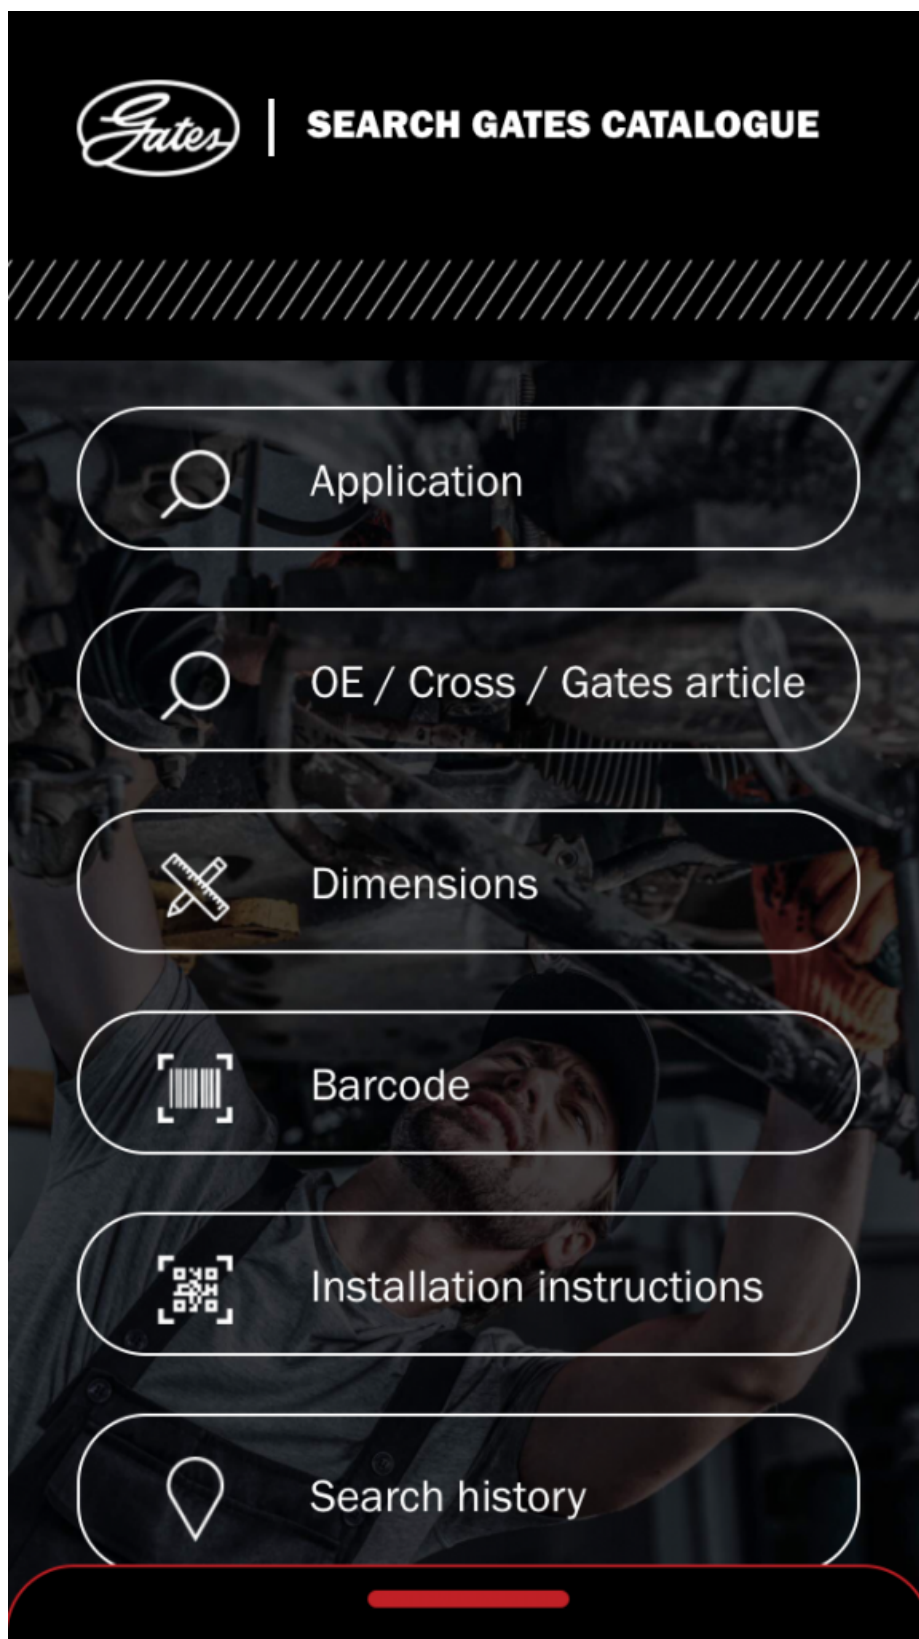 Gates
SEARCH GATES CATALOGUE
Application
OE / Cross / Gates article
Dimensions
Barcode
Installation instructions
Search history